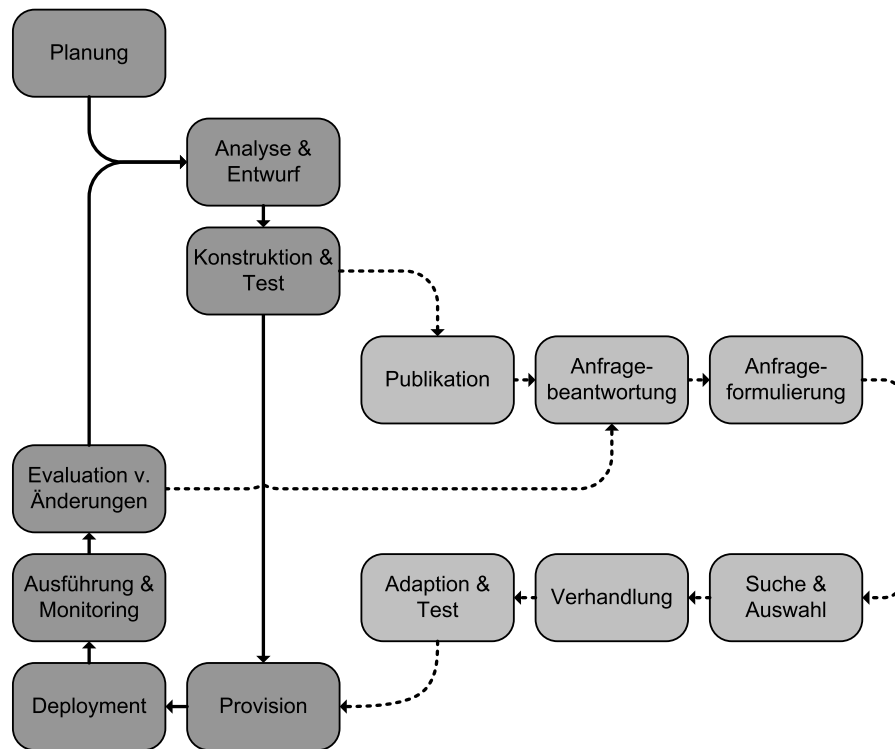 Planung
Analyse &
Entwurf
Konstruktion &
Test
Publikation
Anfrage-
beantwortung
Anfrage-
formulierung
Evaluation v.
Änderungen
Ausführung &
Monitoring
Adaption &
Test
Verhandlung
Suche &
Auswahl
Deployment
Provision